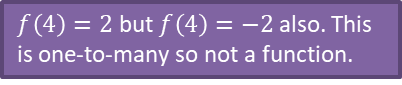 𝑓(4) = 2 but 𝑓(4) = −2 also. This
is one-to-many so not a function.